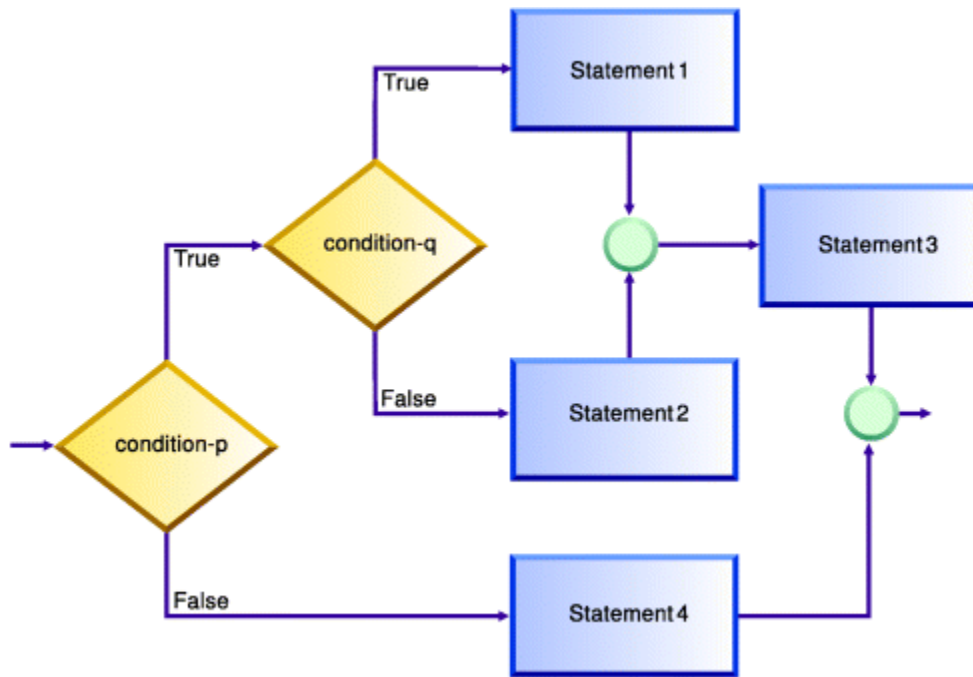 Statement 1
True
condition-q
True
Statement 3
False
Statement 2
condition-p
False
Statement 4